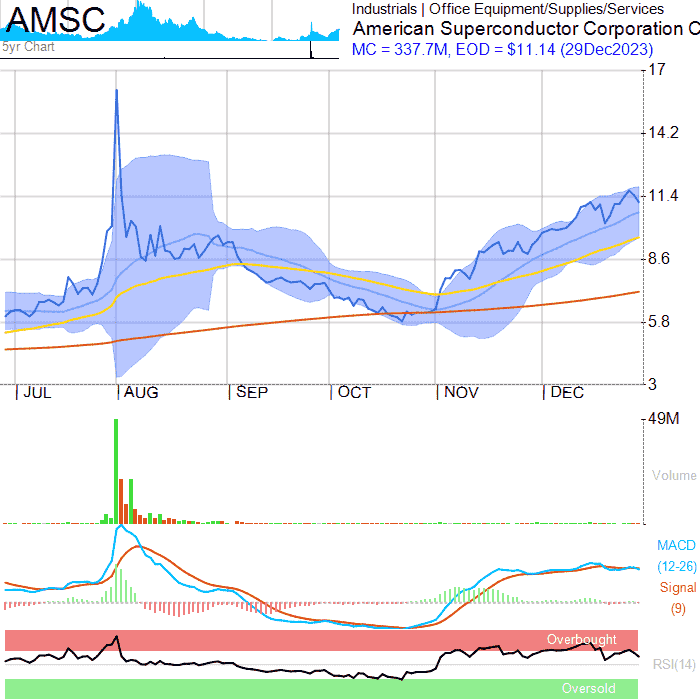 AMSC
5yr Chart
Industrials | Office Equipment/Supplies/Services
American Superconductor Corporation C
MC = 337.7M, EOD = $11.14 (29Dec2023)
17
14.2
11.4
8.6
5.8
3
JUL
AUG
SEP
OCT
NOV
DEC
49M
Volume
MACD
(12-26)
Signal
(9)
Overbought
RSI(14)
Oversold